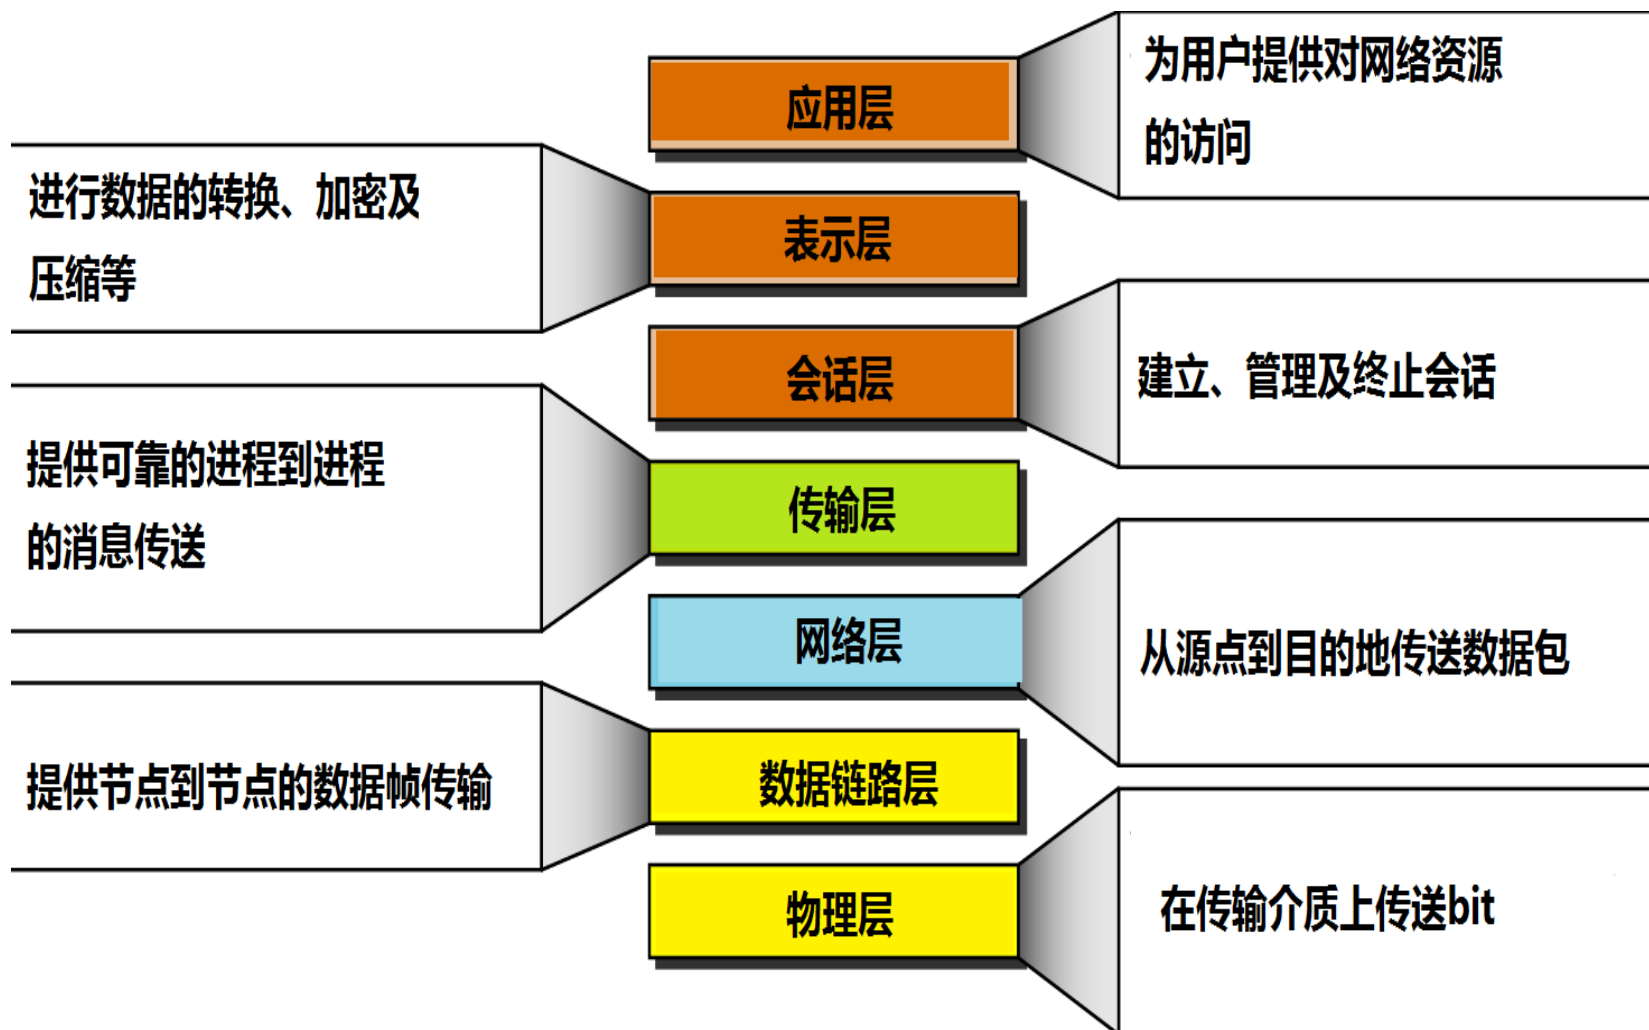 应用层
为用户提供对网络资源
的访问
进行数据的转换、加密及
压缩等
表示层
会话层
建立、管理及终止会话
提供可靠的进程到进程
的消息传送
传输层
网络层
从源点到目的地传送数据包
提供节点到节点的数据帧传输
数据链路层
物理层
在传输介质上传送bit